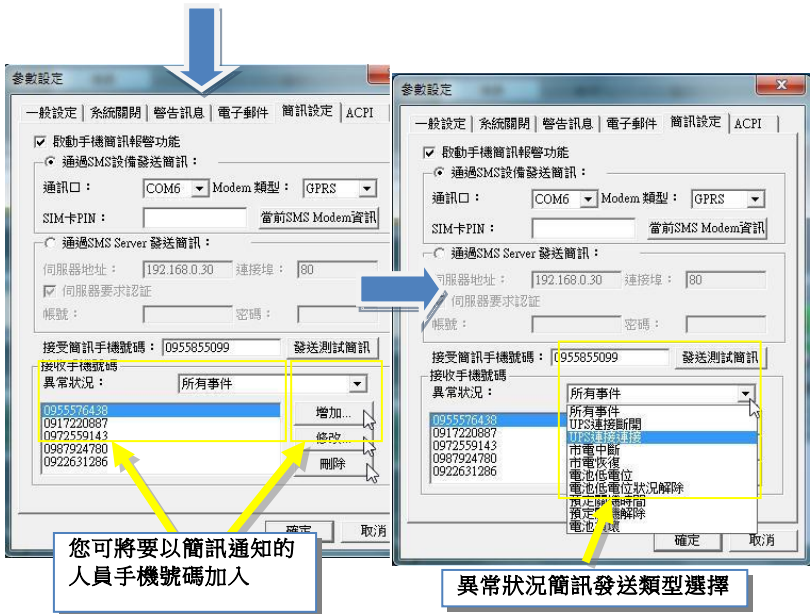 參數設定
一般設定 系統關閉 警告訊息 電子郵件 簡訊設定 ACPI
啟動手機簡訊報警功能
通過SMS設備發送簡訊：
通訊口： COM6 Modem 類型： GPRS
SIM卡PIN： 當前SMS Modem資訊
通過SMS Server 發送簡訊：
伺服器地址： 192.168.0.30 連接埠： 80
伺服器要求認証
帳號： 密碼：
接受簡訊手機號碼： 0955855099 發送測試簡訊
接收手機號碼
異常狀況： 所有事件
0955576438
0917220887
0972559143
0987924780
0922631286
增加...
修改...
刪除
確定 取消
您可將要以簡訊通知的
人員手機號碼加入
參數設定
一般設定 系統關閉 警告訊息 電子郵件 簡訊設定 ACPI
啟動手機簡訊報警功能
通過SMS設備發送簡訊：
通訊口： COM6 Modem 類型： GPRS
SIM卡PIN： 當前SMS Modem資訊
通過SMS Server 發送簡訊：
伺服器地址： 192.168.0.30 連接埠： 80
伺服器要求認証
帳號： 密碼：
接受簡訊手機號碼： 0955855099 發送測試簡訊
接收手機號碼
異常狀況： 所有事件
0955576438
0917220887
0972559143
0987924780
0922631286
所有事件
UPS連接斷開
UPS連接連接
市電中斷
市電恢復
電池低電位
電池低電位狀況解除
預定關機時間
預定關機解除
電池損壞
確定 取消
異常狀況簡訊發送類型選擇